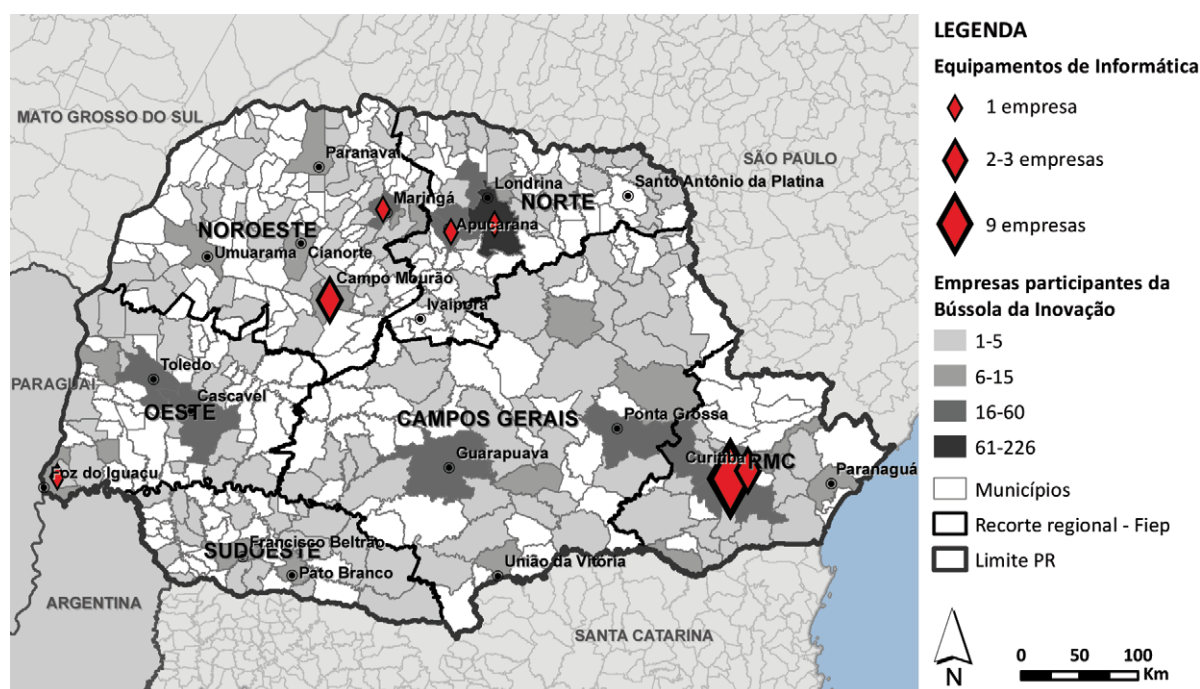 MATO GROSSO DO SUL
SÃO PAULO
Paranavaí
Santo Antônio da Platina
Londrina
Maringá
NORTE
Apucarana
NOROESTE
Umuarama
Cianorte
Campo Mourão
Ivaiporã
Toledo
PARAGUAI
Cascavel
OESTE
CAMPOS GERAIS
Ponta Grossa
Guarapuava
Curitiba
RMC
Paranaguá
Foz do Iguaçu
Francisco Beltrão
SUDOESTE
Pato Branco
União da Vitória
ARGENTINA
SANTA CATARINA
LEGENDA
Equipamentos de Informática
1 empresa
2-3 empresas
9 empresas
Empresas participantes da
Bússola da Inovação
1-5
6-15
16-60
61-226
Municípios
Recorte regional - Fiep
Limite PR
N
0 50 100
Km